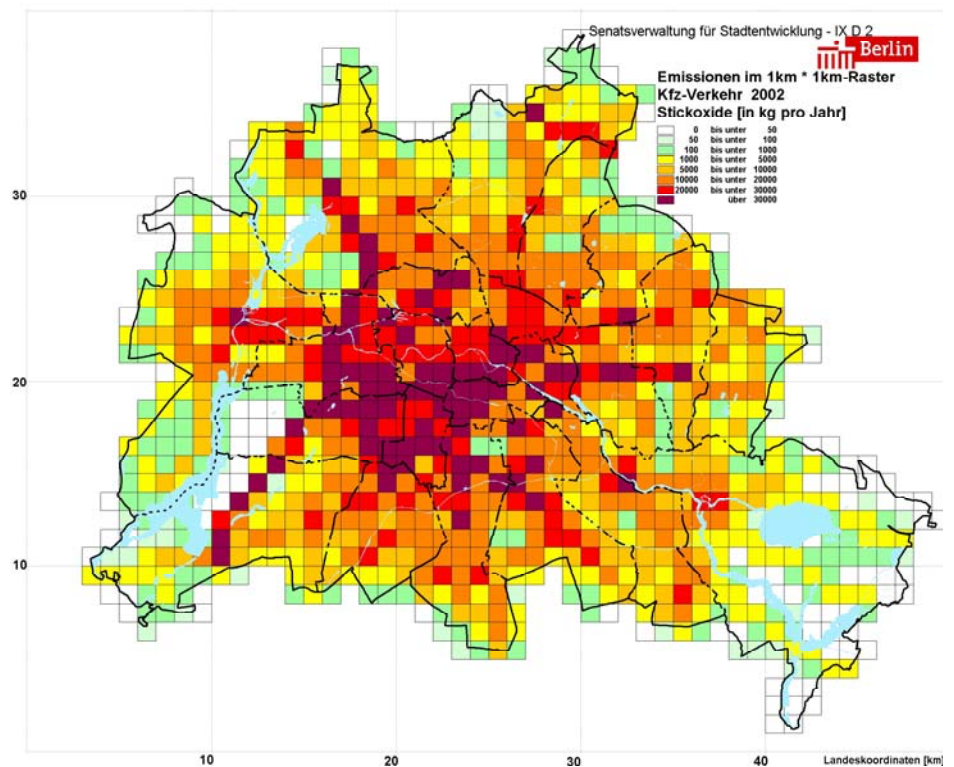 Senatsverwaltung für Stadtentwicklung - IX D 2
Berlin
Emissionen im 1km * 1km-Raster
Kfz-Verkehr 2002
Stickoxide [in kg pro Jahr]
0 bis unter 50
50 bis unter 100
100 bis unter 1000
1000 bis unter 5000
5000 bis unter 10000
10000 bis unter 20000
20000 bis unter 30000
über 30000
30
20
10
10 20 30 40 Landeskoordinaten [km]